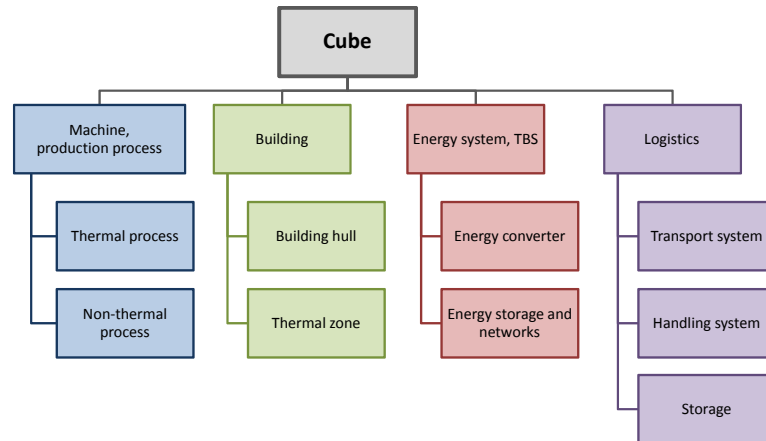 Cube
Machine,
production process
Building
Energy system, TBS
Logistics
Thermal process
Building hull
Energy converter
Transport system
Non-thermal
process
Thermal zone
Energy storage and
networks
Handling system
Storage